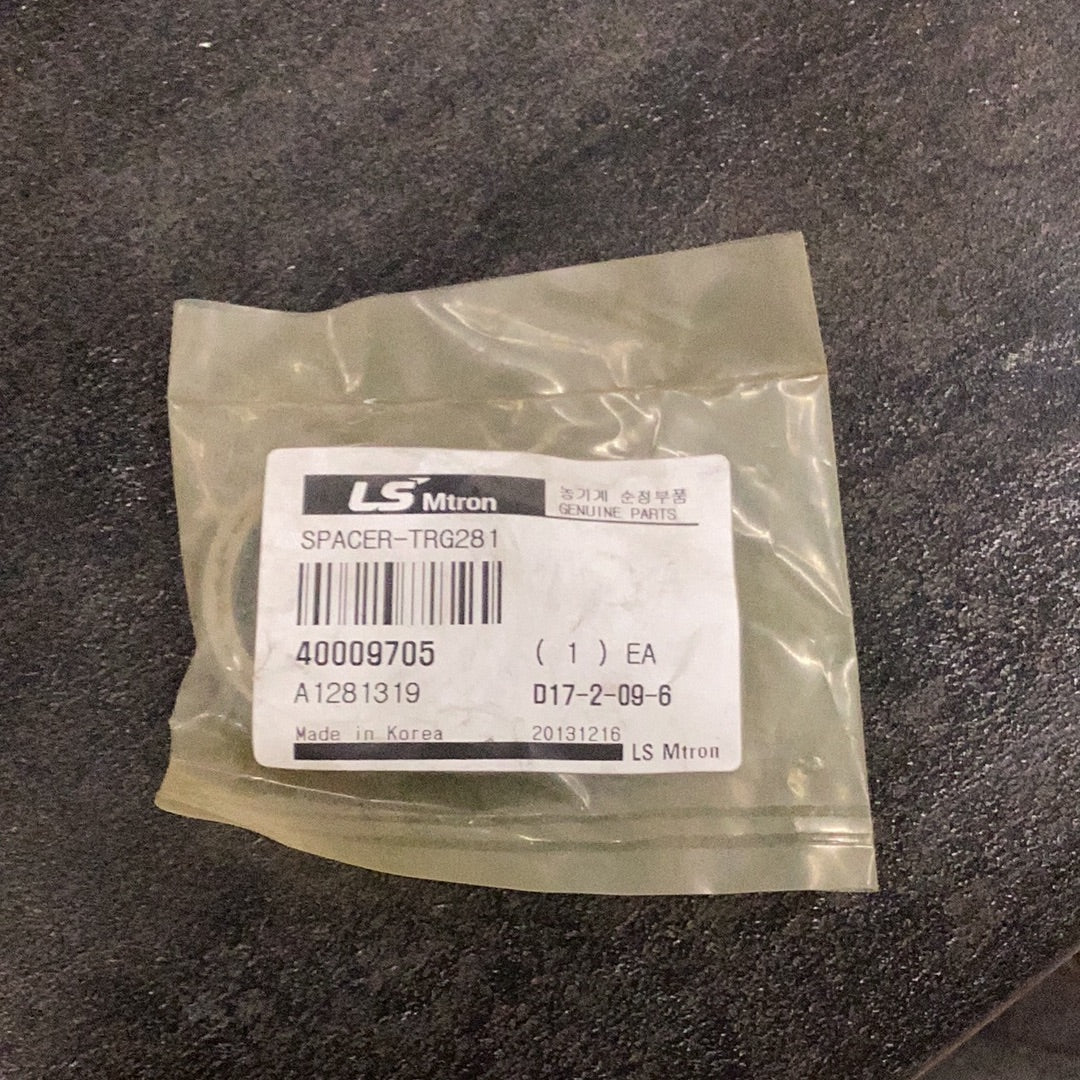 LS Mtron
농기계 순정부품
GENUINE PARTS
SPACER-TRG281
40009705
( 1 ) EA
A1281319
D17-2-09-6
Made in Korea
20131216
LS Mtron